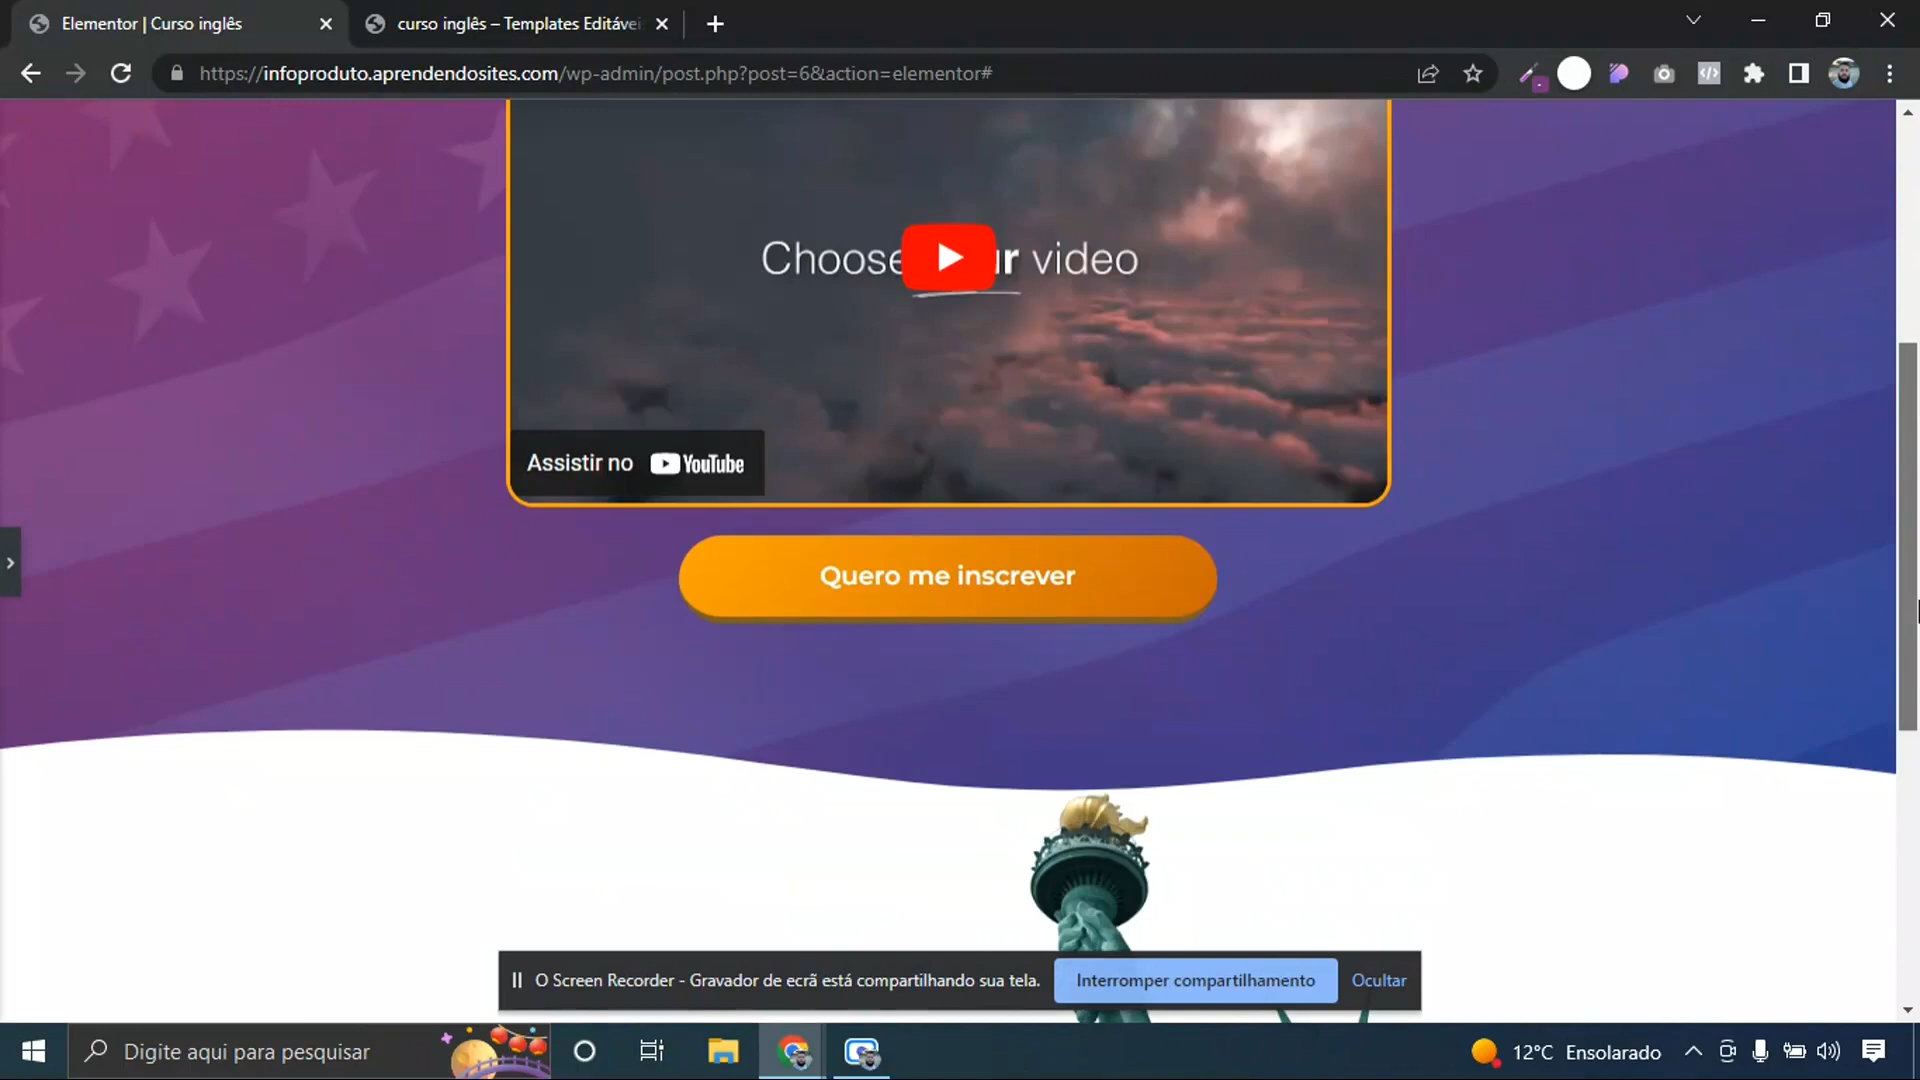 Elementor | Curso inglês
curso inglês – Templates Editávei
https://infoproduto.aprendendosites.com/wp-admin/post.php?post=6&action=elementor#
Choose r video
Assistir no YouTube
Quero me inscrever
O Screen Recorder - Gravador de ecrã está compartilhando sua tela.
Interromper compartilhamento
Ocultar
Digite aqui para pesquisar
12°C Ensolarado